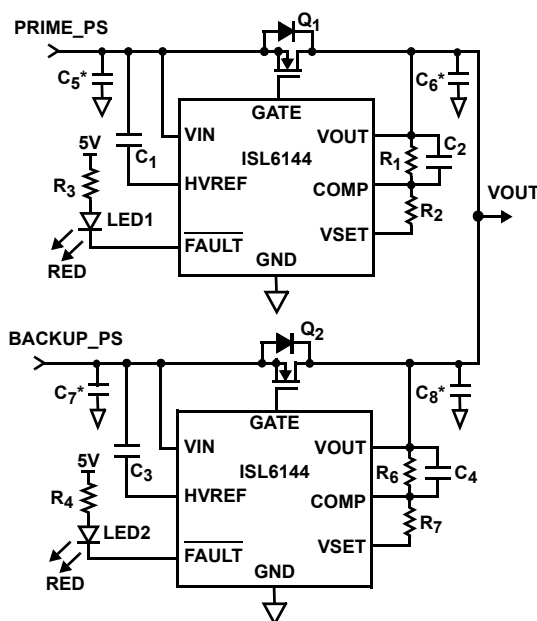 Q1
PRIME_PS
C5*
C6*
GATE
VIN
VOUT
C2
5V
C1
ISL6144
R1
HVREF
COMP
R3
VOUT
LED1
R2
VSET
FAULT
RED
GND
Q2
BACKUP_PS
C7*
C8*
GATE
VIN
VOUT
5V
C3
ISL6144
R6
C4
R4
HVREF
COMP
LED2
R7
VSET
FAULT
RED
GND